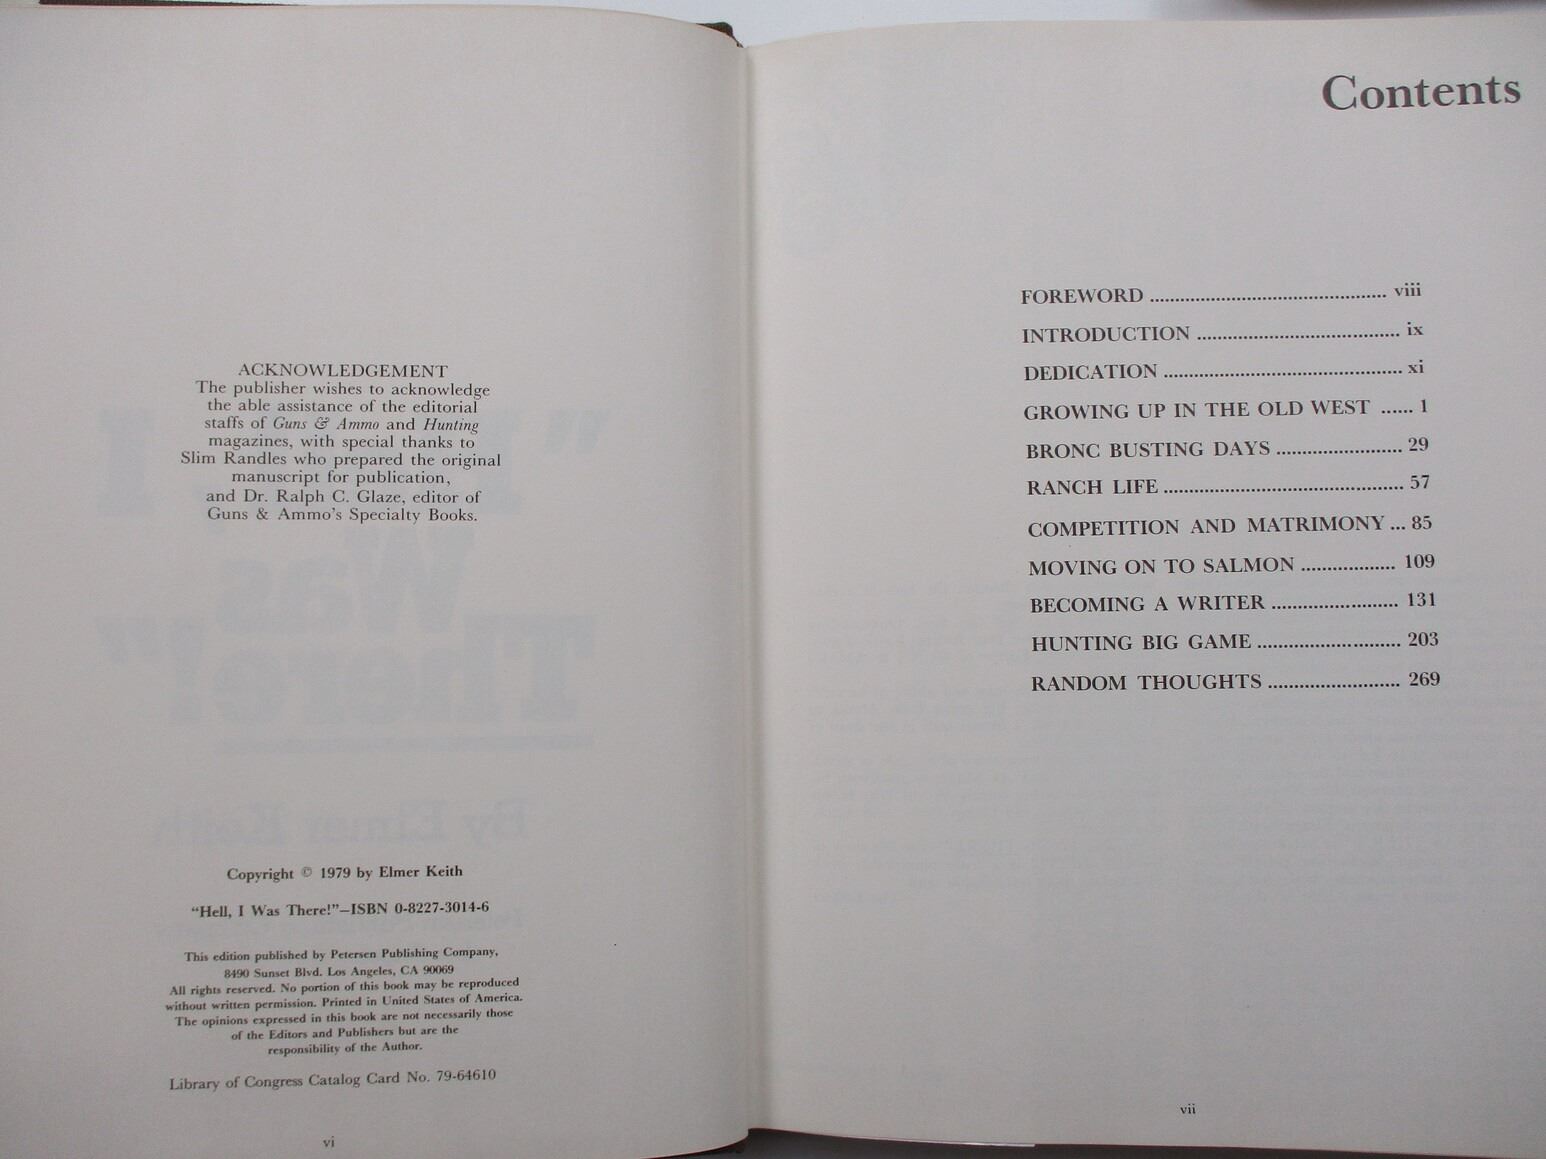 ACKNOWLEDGEMENT
The publisher wishes to acknowledge
the able assistance of the editorial
staffs of Guns & Ammo and Hunting
magazines, with special thanks to
Slim Randles who prepared the original
manuscript for publication,
and Dr. Ralph C. Glaze, editor of
Guns & Ammo's Specialty Books.
Copyright © 1979 by Elmer Keith
“Hell, I Was There!”—ISBN 0-8227-3014-6
This edition published by Petersen Publishing Company,
8490 Sunset Blvd. Los Angeles, CA 90069
All rights reserved. No portion of this book may be reproduced
without written permission. Printed in United States of America.
The opinions expressed in this book are not necessarily those
of the Editors and Publishers but are the
responsibility of the Author.
Library of Congress Catalog Card No. 79-64610
vi
Contents
FOREWORD .............................................. viii
INTRODUCTION ....................................... ix
DEDICATION .............................................. xi
GROWING UP IN THE OLD WEST ...... 1
BRONC BUSTING DAYS ........................ 29
RANCH LIFE .............................................. 57
COMPETITION AND MATRIMONY ... 85
MOVING ON TO SALMON .................. 109
BECOMING A WRITER ......................... 131
HUNTING BIG GAME ............................ 203
RANDOM THOUGHTS .......................... 269
vii